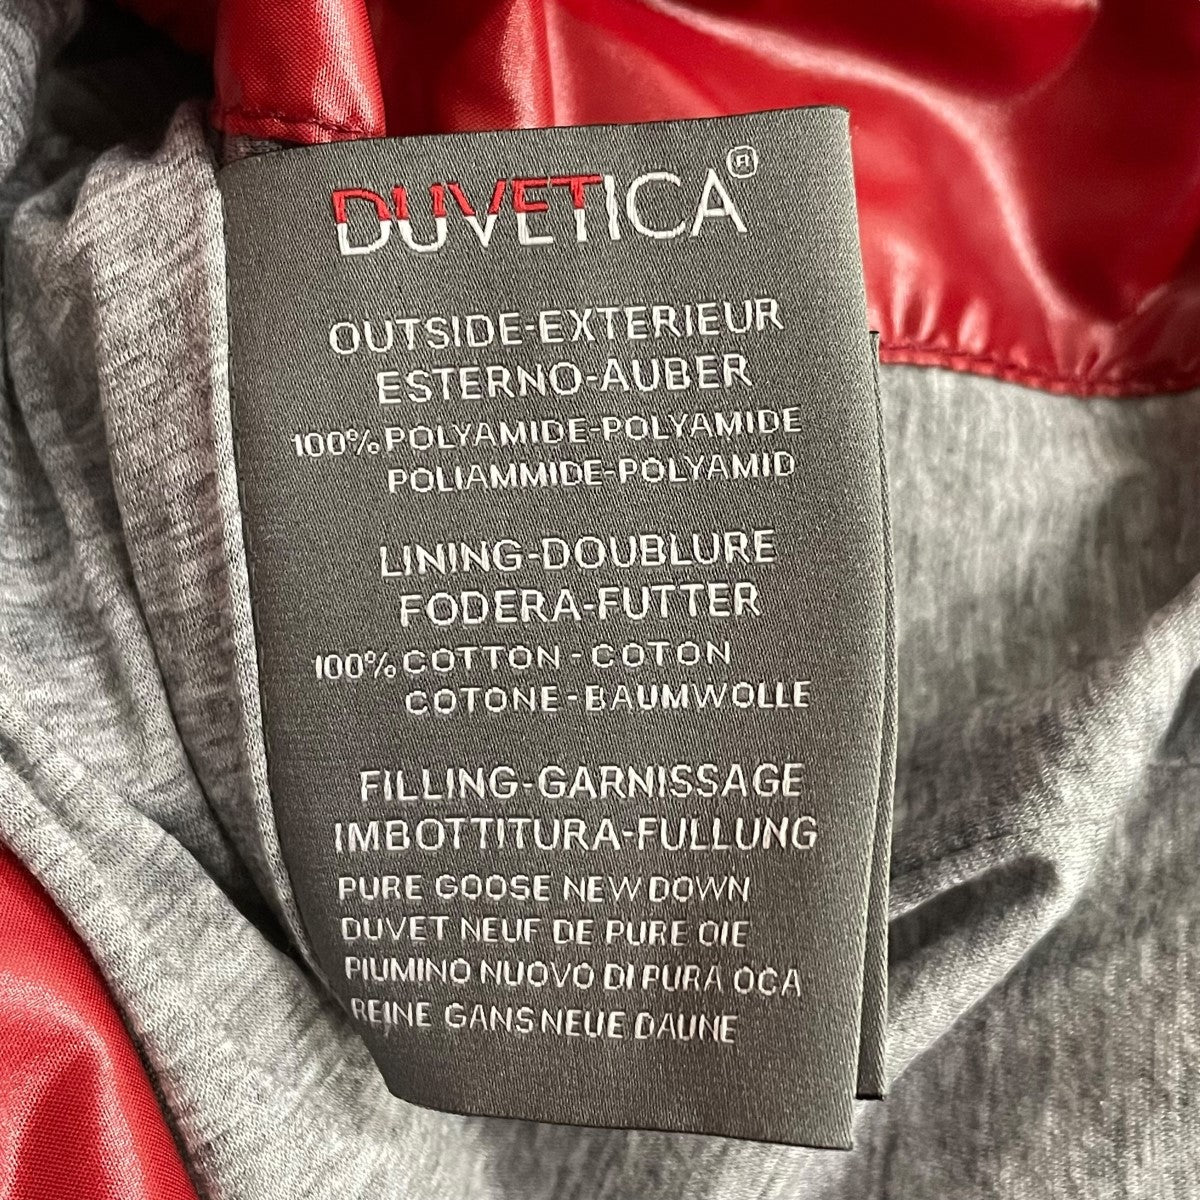 DUVETICA®
OUTSIDE-EXTERIEUR
ESTERNO-AUBER
100% POLYAMIDE-POLYAMIDE
POLIAMMIDE-POLYAMID
LINING-DOUBLURE
FODERA-FUTTER
100% COTTON-COTON
COTONE-BAUMWOLLE
FILLING-GARNISSAGE
IMBOTTITURA-FULLUNG
PURE GOOSE NEW DOWN
DUVET NEUF DE PURE OIE
PIUMINO NUOVO DI PURA OCA
REINE GANS NEUE DAUNE